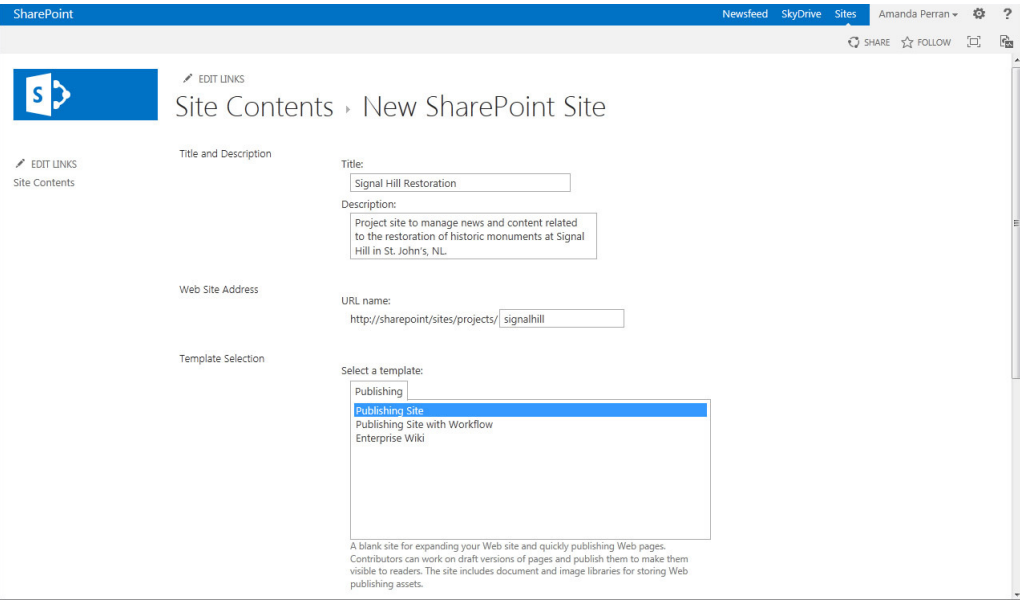 SharePoint
Newsfeed SkyDrive Sites Amanda Perran ?
SHARE FOLLOW
S
EDIT LINKS
Site Contents New SharePoint Site
EDIT LINKS
Site Contents
Title and Description
Title:
Signal Hill Restoration
Description:
Project site to manage news and content related
to the restoration of historic monuments at Signal
Hill in St. John's, NL.
Web Site Address
URL name:
http://sharepoint/sites/projects/ signalhill
Template Selection
Select a template:
Publishing
Publishing Site
Publishing Site with Workflow
Enterprise Wiki
A blank site for expanding your Web site and quickly publishing Web pages.
Contributors can work on draft versions of pages and publish them to make them
visible to readers. The site includes document and image libraries for storing Web
publishing assets.